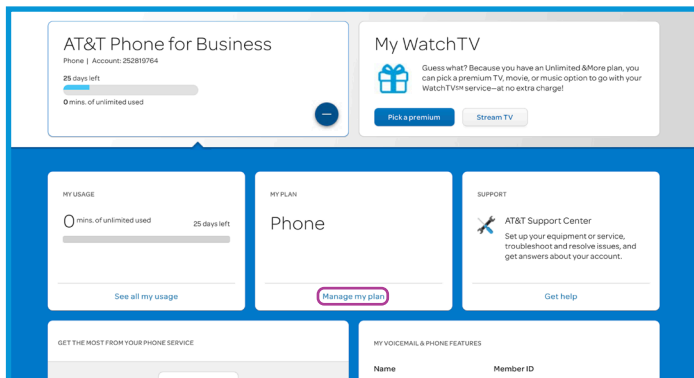 AT&T Phone for Business
Phone | Account: 252819764
25 days left
0 mins. of unlimited used
My WatchTV
Guess what? Because you have an Unlimited &More plan, you
can pick a premium TV, movie, or music option to go with your
WatchTV℠ service—at no extra charge!
Pick a premium
Stream TV
MY USAGE
0 mins. of unlimited used
25 days left
See all my usage
MY PLAN
Phone
Manage my plan
SUPPORT
AT&T Support Center
Set up your equipment or service,
troubleshoot and resolve issues, and
get answers about your account.
Get help
GET THE MOST FROM YOUR PHONE SERVICE
MY VOICEMAIL & PHONE FEATURES
Name
Member ID